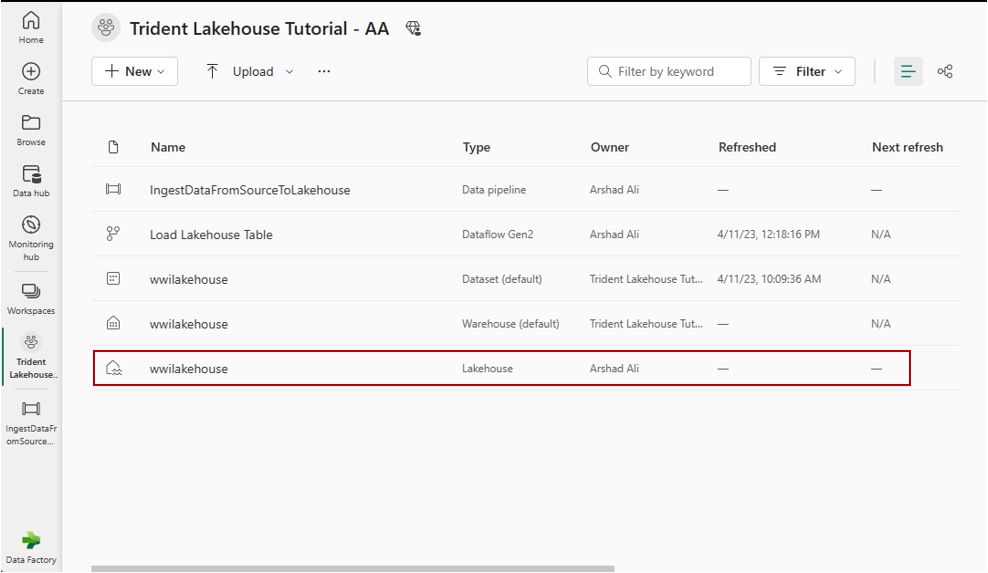 Home
Create
Browse
Data hub
Monitoring
hub
Workspaces
Trident
Lakehouse..
IngestDataFr
omSource...
Data Factory
Trident Lakehouse Tutorial - AA
New Upload ... Filter by keyword Filter
Name Type Owner Refreshed Next refresh
IngestDataFromSourceToLakehouse Data pipeline Arshad Ali — —
Load Lakehouse Table Dataflow Gen2 Arshad Ali 4/11/23, 12:18:16 PM N/A
wwilakehouse Dataset (default) Trident Lakehouse Tut... 4/11/23, 10:09:36 AM N/A
wwilakehouse Warehouse (default) Trident Lakehouse Tut... — N/A
wwilakehouse Lakehouse Arshad Ali — —